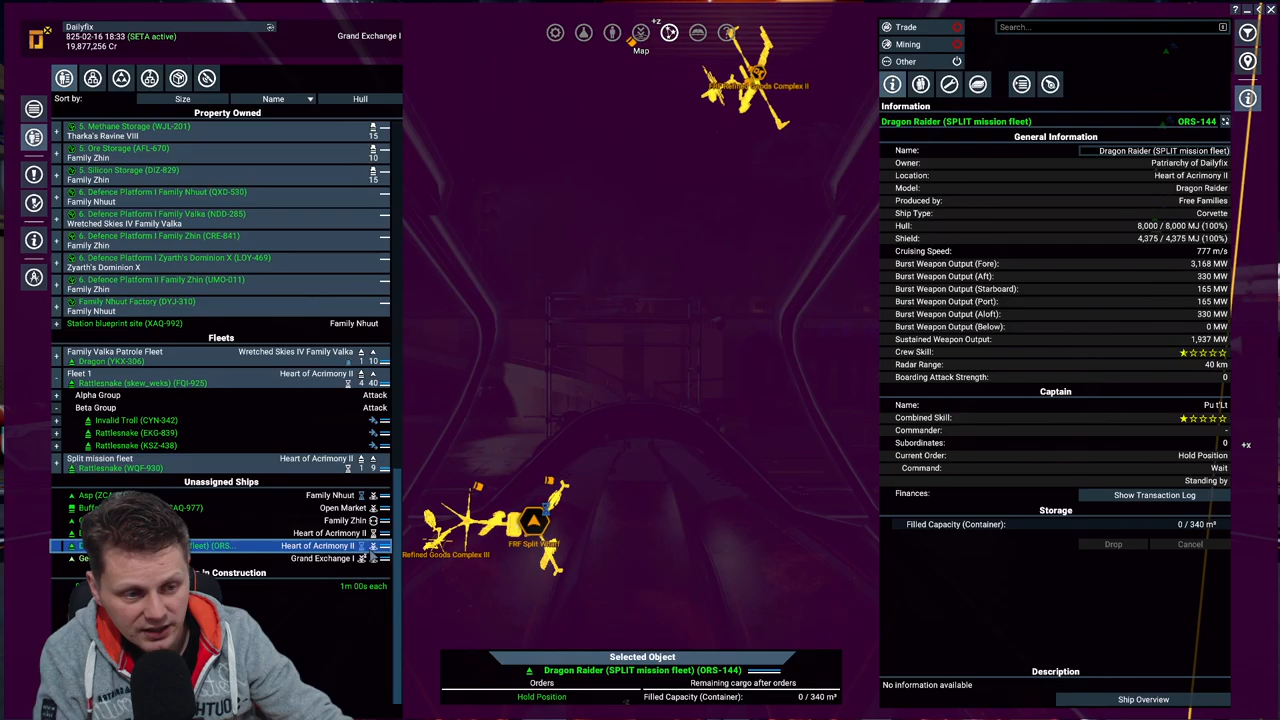 Dailyfix
825-02-16 18:33 (SETA active)
19,877,256 Cr
Grand Exchange I
Sort by:
Size
Name
Hull
Property Owned
5. Methane Storage (WJL-201)
Tharka's Ravine VIII
15
5. Ore Storage (AFL-670)
Family Zhin
10
5. Silicon Storage (DIZ-829)
Family Zhin
15
6. Defence Platform I Family Nhuut (QXD-530)
Family Nhuut
6. Defence Platform I Family Valka (NDD-285)
Wretched Skies IV Family Valka
6. Defence Platform I Family Zhin (CRE-841)
Family Zhin
6. Defence Platform I Zyarth's Dominion X (LOY-469)
Zyarth's Dominion X
6. Defence Platform II Family Zhin (UMO-011)
Family Zhin
Family Nhuut Factory (DYJ-310)
Family Nhuut
Station blueprint site (XAQ-992)
Family Nhuut
Fleets
Family Valka Patrole Fleet
Wretched Skies IV Family Valka
Dragon (YKX-306)
1 10
Fleet 1
Heart of Acrimony II
Rattlesnake (skew_weks) (FQI-925)
4 40
Alpha Group
Attack
Beta Group
Attack
Invalid Troll (CYN-342)
Rattlesnake (EKG-839)
Rattlesnake (KSZ-438)
Split mission fleet
Heart of Acrimony II
Rattlesnake (WQF-930)
1 9
Unassigned Ships
Asp
Family Nhuut
Open Market
Family Zhin
Heart of Acrimony II
fleet) (ORS...
Heart of Acrimony II
Grand Exchange I
In Construction
1m 00s each
+z
Map
FRF Refined Goods Complex II
Refined Goods Complex III
FRF Split Wharf
+x
-z
Selected Object
Dragon Raider (SPLIT mission fleet) (ORS-144)
Orders
Remaining cargo after orders
Hold Position
Filled Capacity (Container):
0 / 340 m³
Trade
Mining
Other
Search...
Information
Dragon Raider (SPLIT mission fleet)
ORS-144
General Information
Name:
Dragon Raider (SPLIT mission fleet)
Owner:
Patriarchy of Dailyfix
Location:
Heart of Acrimony II
Model:
Dragon Raider
Produced by:
Free Families
Ship Type:
Corvette
Hull:
8,000 / 8,000 MJ (100%)
Shield:
4,375 / 4,375 MJ (100%)
Cruising Speed:
777 m/s
Burst Weapon Output (Fore):
3,168 MW
Burst Weapon Output (Aft):
330 MW
Burst Weapon Output (Starboard):
165 MW
Burst Weapon Output (Port):
165 MW
Burst Weapon Output (Aloft):
330 MW
Burst Weapon Output (Below):
0 MW
Sustained Weapon Output:
1,937 MW
Crew Skill:
Radar Range:
40 km
Boarding Attack Strength:
0
Captain
Name:
Pu t'Lt
Combined Skill:
Commander:
-
Subordinates:
0
Current Order:
Hold Position
Command:
Wait
Standing by
Finances:
Show Transaction Log
Storage
Filled Capacity (Container):
0 / 340 m³
Drop
Cancel
Description
No information available
Ship Overview